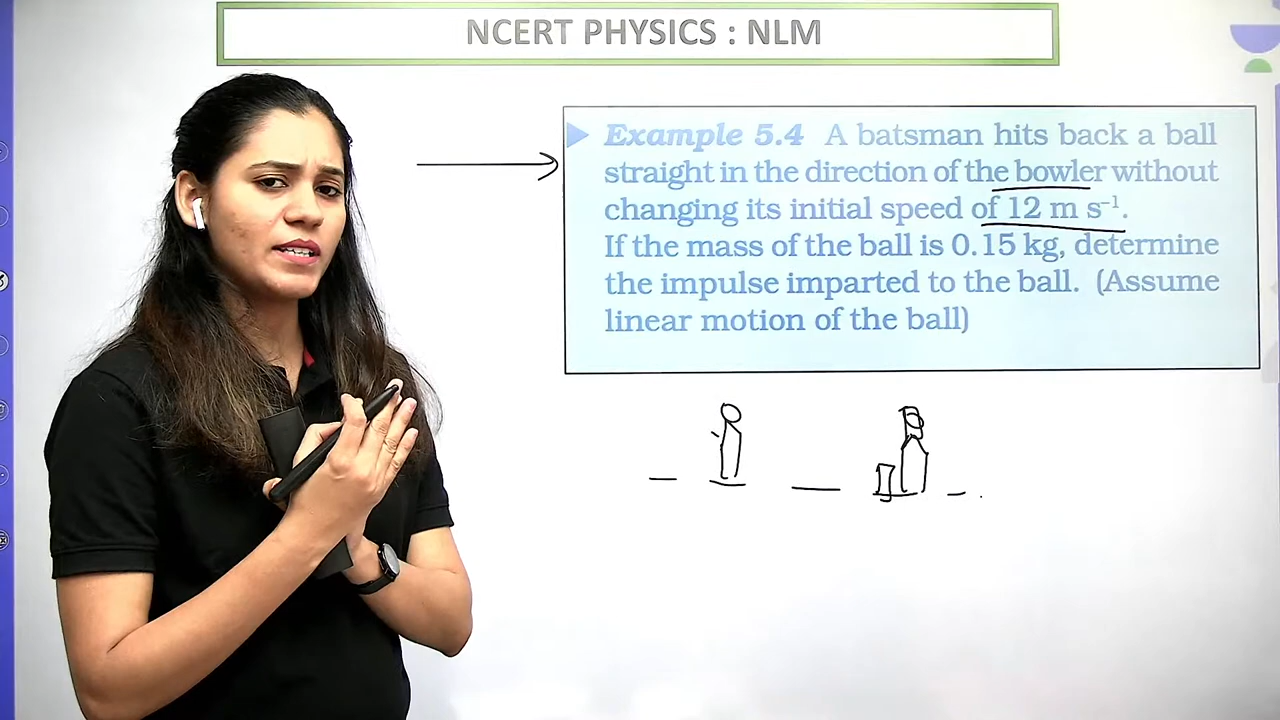 NCERT PHYSICS : NLM
Example 5.4 A batsman hits back a ball
straight in the direction of the bowler without
changing its initial speed of 12 m s⁻¹.
If the mass of the ball is 0.15 kg, determine
the impulse imparted to the ball. (Assume
linear motion of the ball)